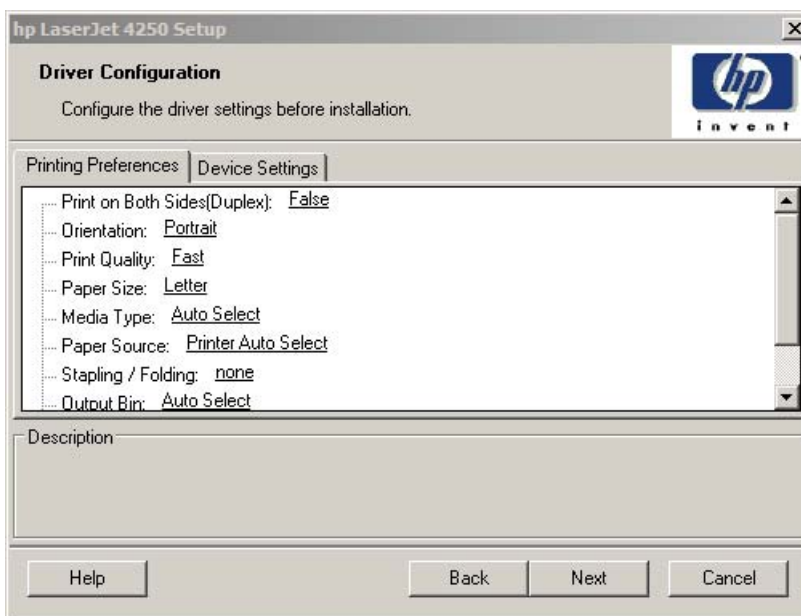 hp LaserJet 4250 Setup
Driver Configuration
Configure the driver settings before installation.
hp
invent
Printing Preferences
Device Settings
Print on Both Sides(Duplex): False
Orientation: Portrait
Print Quality: Fast
Paper Size: Letter
Media Type: Auto Select
Paper Source: Printer Auto Select
Stapling / Folding: none
Output Bin: Auto Select
Description
Help
Back
Next
Cancel